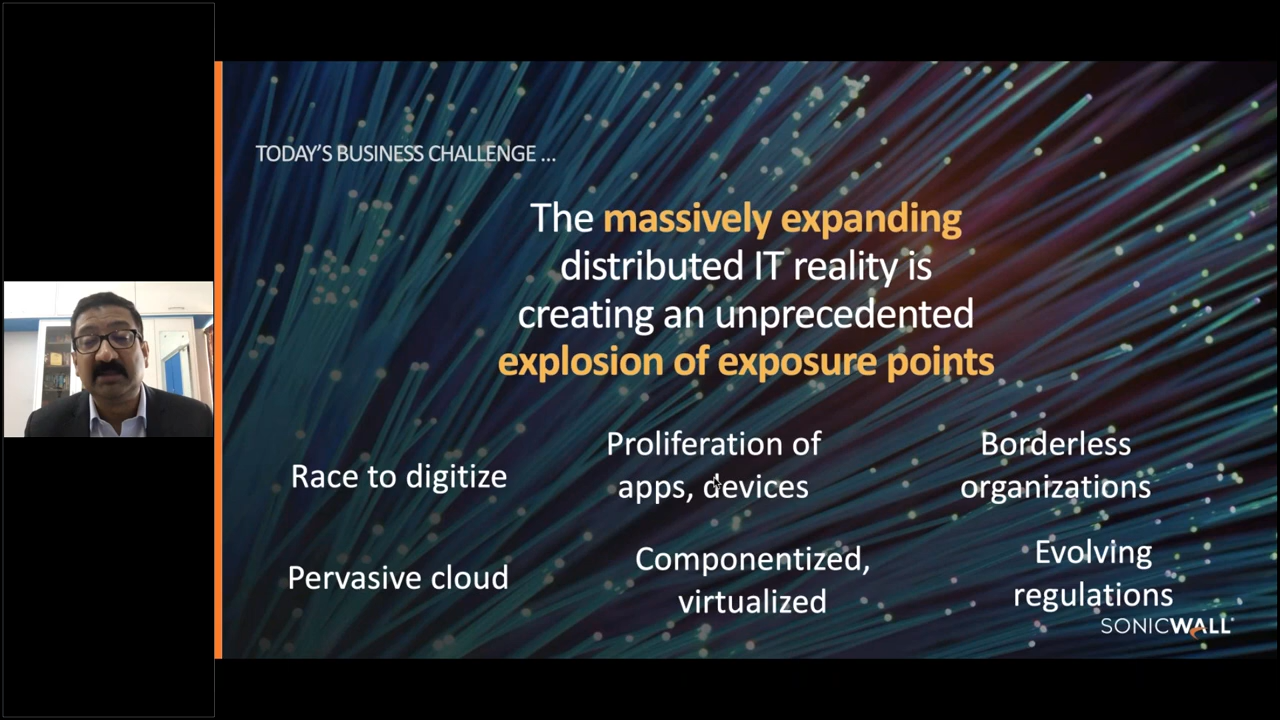 TODAY'S BUSINESS CHALLENGE ...
The massively expanding
distributed IT reality is
creating an unprecedented
explosion of exposure points
Race to digitize
Proliferation of
apps, devices
Borderless
organizations
Pervasive cloud
Componentized,
virtualized
Evolving
regulations
SONICWALL